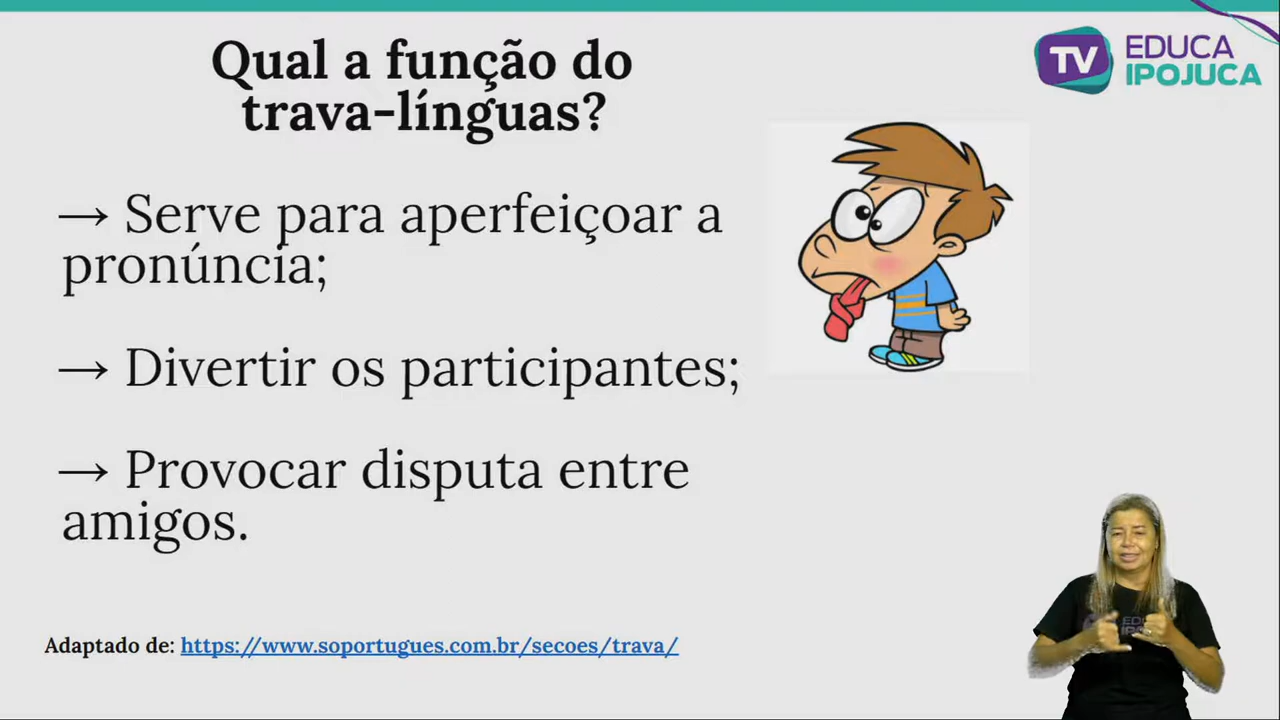 Qual a função do
trava-línguas?
TV EDUCA
IPOJUCA
→ Serve para aperfeiçoar a
pronúncia;
→ Divertir os participantes;
→ Provocar disputa entre
amigos.
Adaptado de: https://www.soportugues.com.br/secoes/trava/